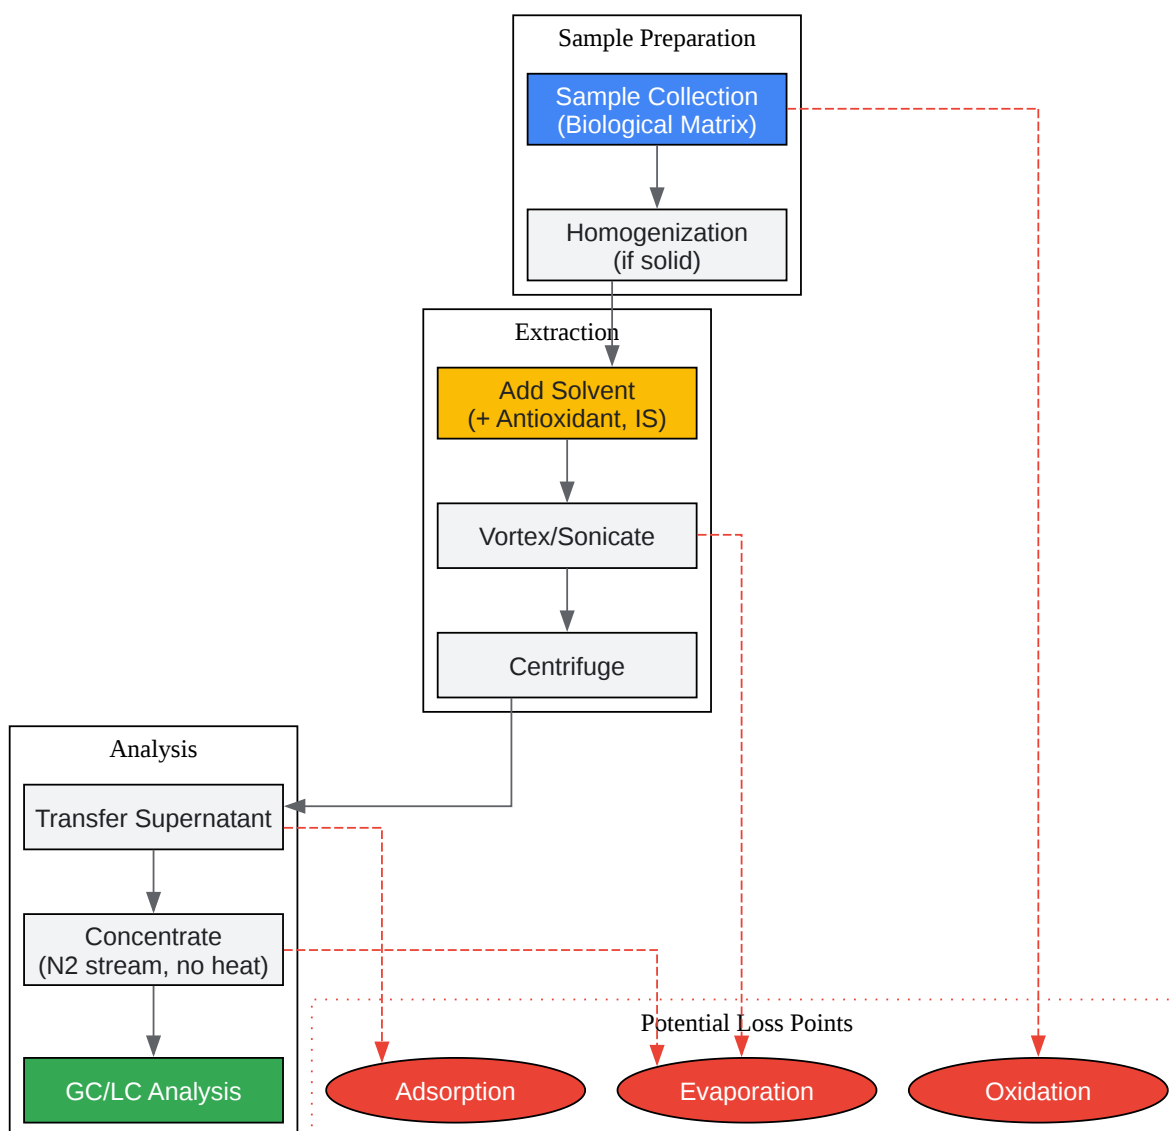 Sample Preparation
Sample Collection
(Biological Matrix)
Homogenization
(if solid)
Extraction
Add Solvent
(+ Antioxidant, IS)
Vortex/Sonicate
Centrifuge
Analysis
Transfer Supernatant
Concentrate
(N2 stream, no heat)
GC/LC Analysis
Potential Loss Points
Adsorption
Evaporation
Oxidation